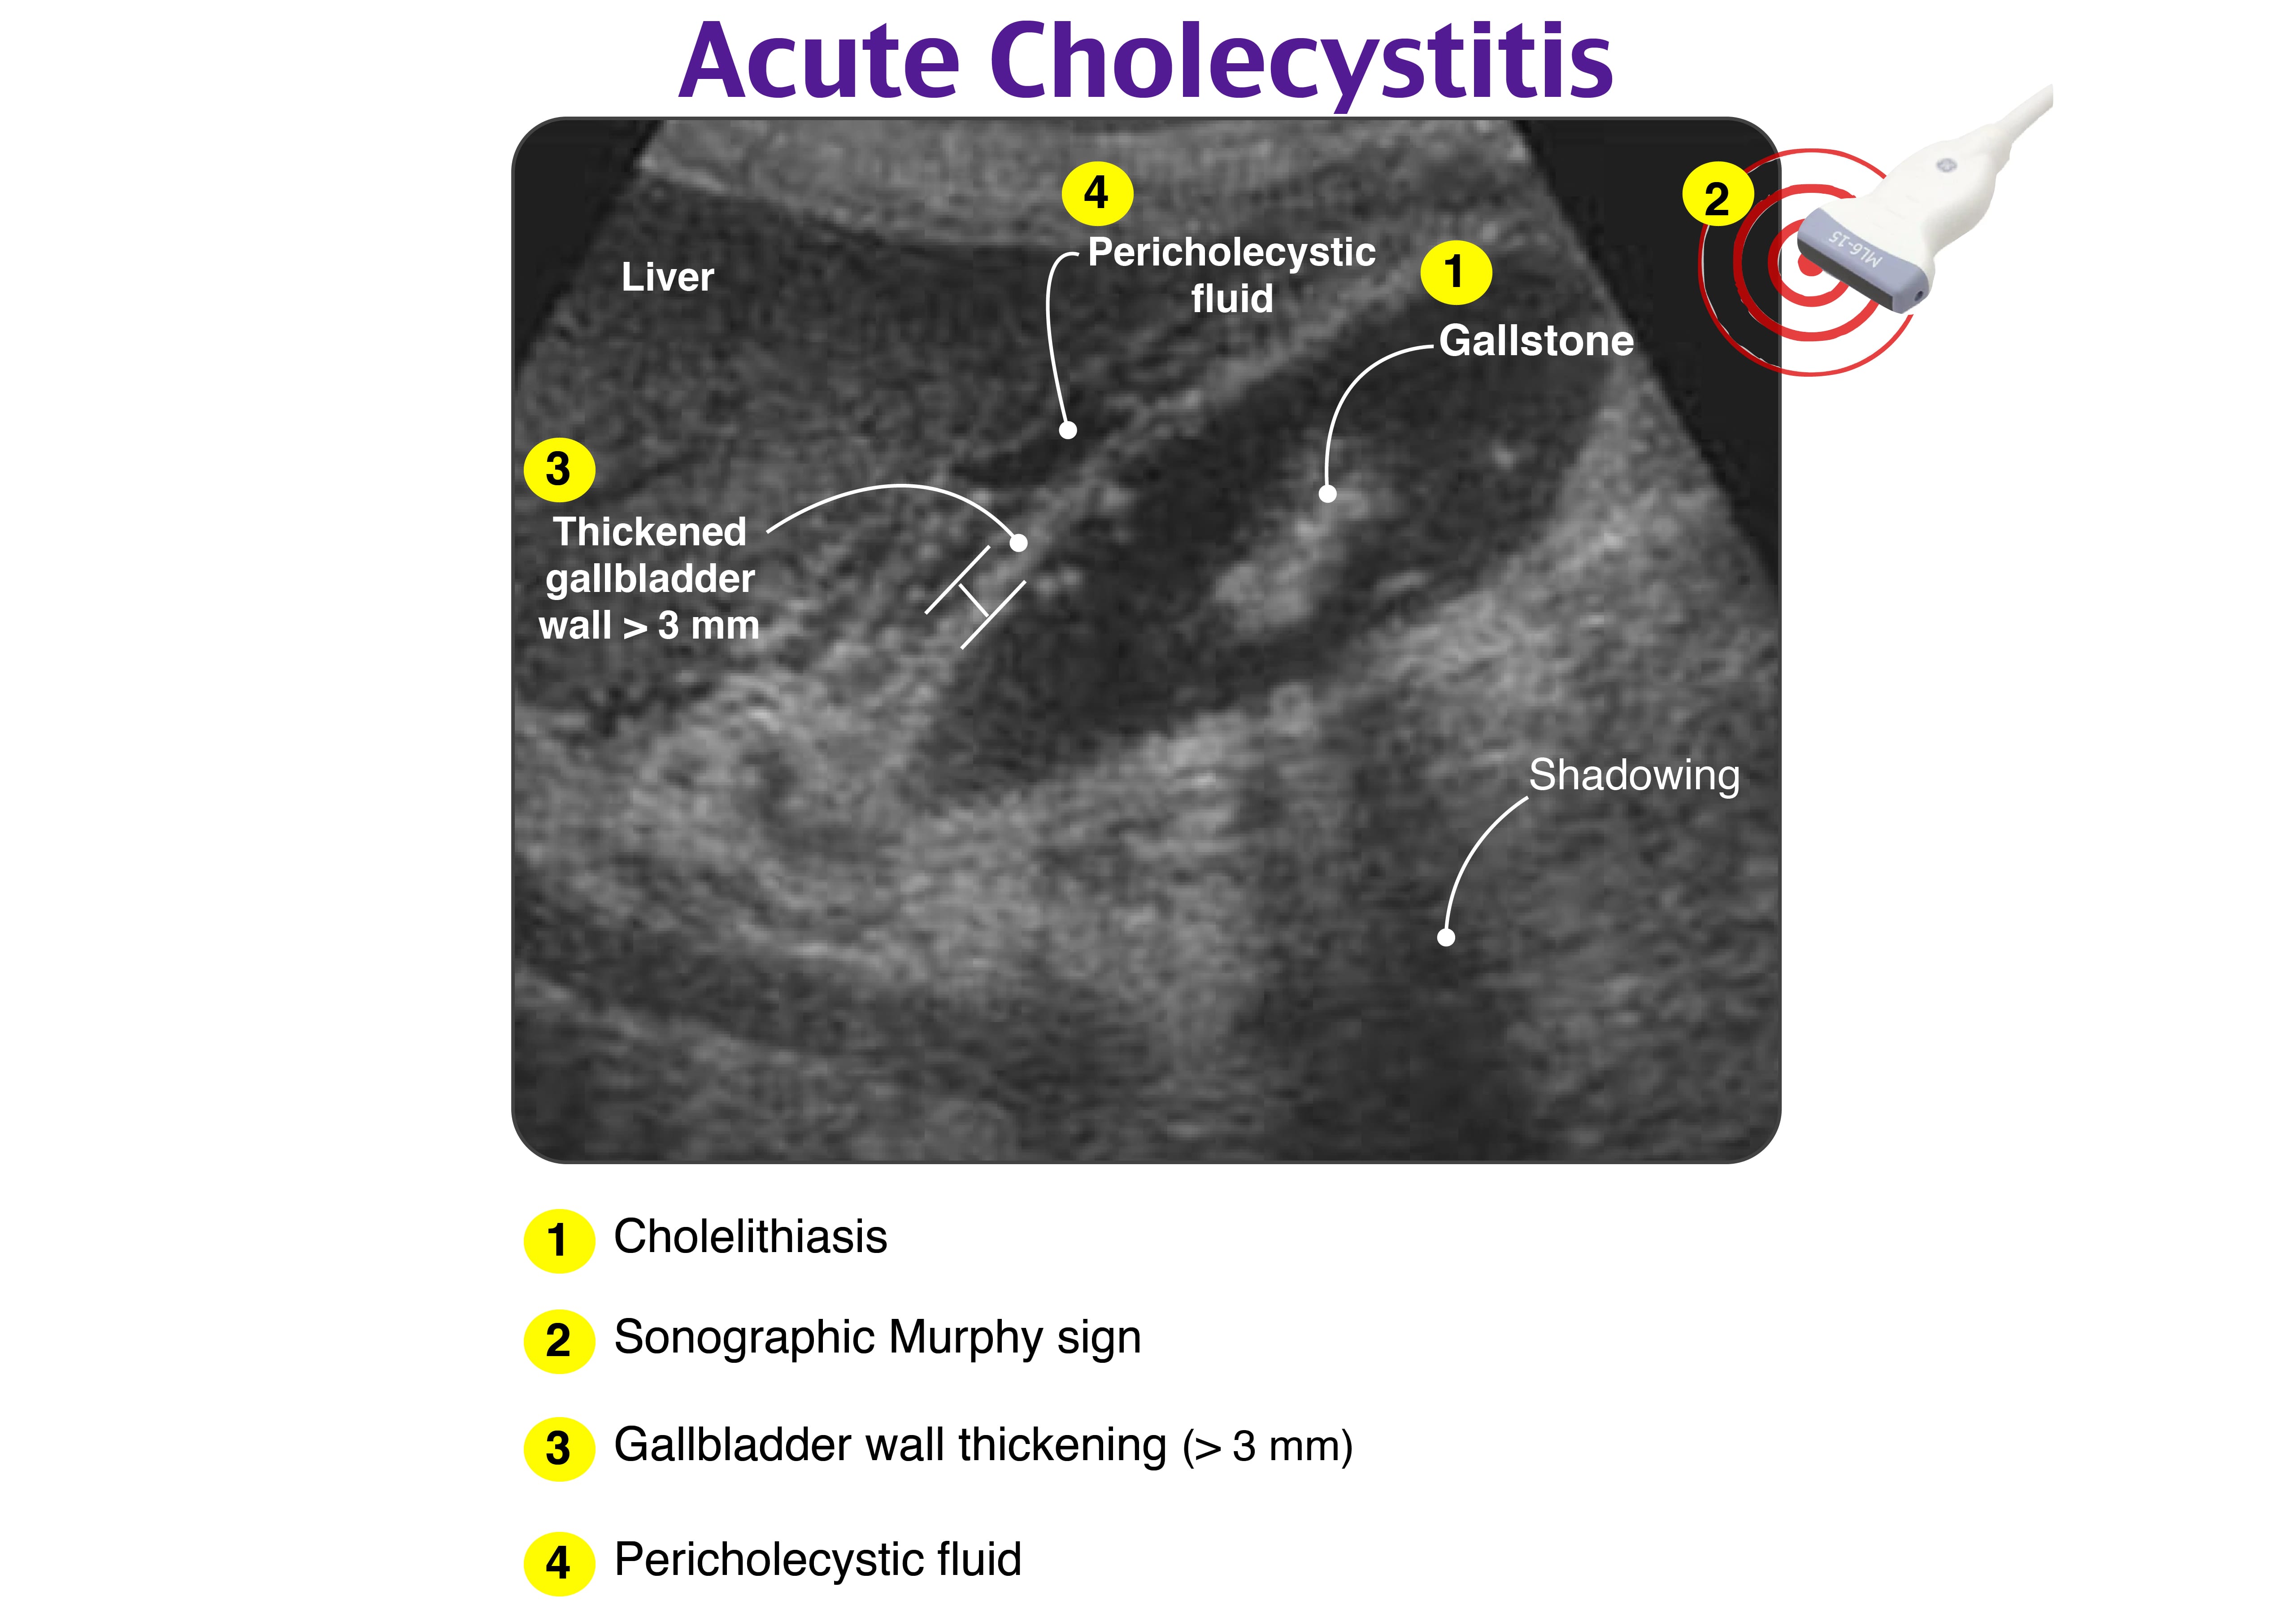 Acute Cholecystitis
4
2
Pericholecystic
fluid
1
Liver
Gallstone
ML6-15
3
Thickened
gallbladder
wall > 3 mm
Shadowing
1 Cholelithiasis
2 Sonographic Murphy sign
3 Gallbladder wall thickening (> 3 mm)
4 Pericholecystic fluid